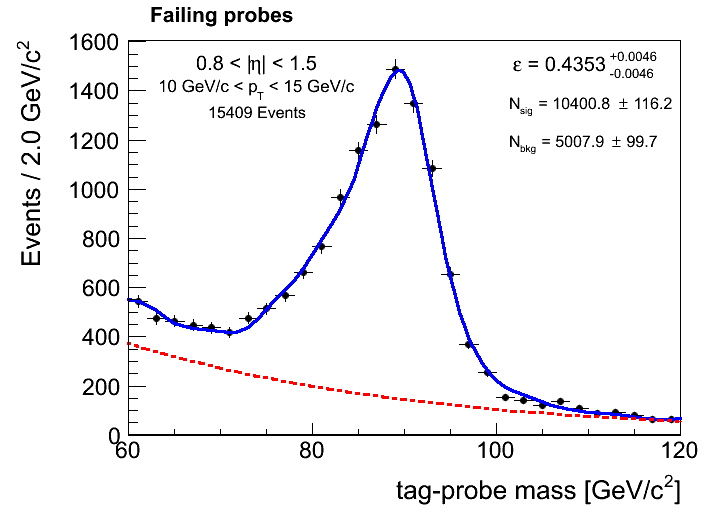 Failing probes
0.8 < |η| < 1.5
10 GeV/c < p_T < 15 GeV/c
15409 Events
ε = 0.4353 +0.0046 -0.0046
N_sig = 10400.8 ± 116.2
N_bkg = 5007.9 ± 99.7
Events / 2.0 GeV/c²
1600
1400
1200
1000
800
600
400
200
0
60
80
100
120
tag-probe mass [GeV/c²]